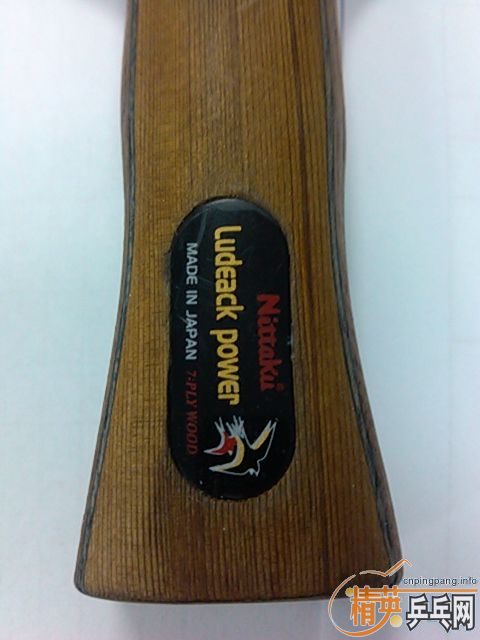 Nittaku
Ludeack power
MADE IN JAPAN 7-PLY WOOD
cnpingpang.info
精英乒乓网